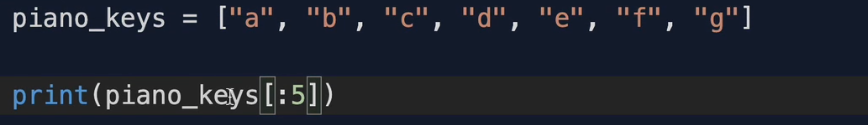 piano_keys = ["a", "b", "c", "d", "e", "f", "g"]
print(piano_keys[:5])